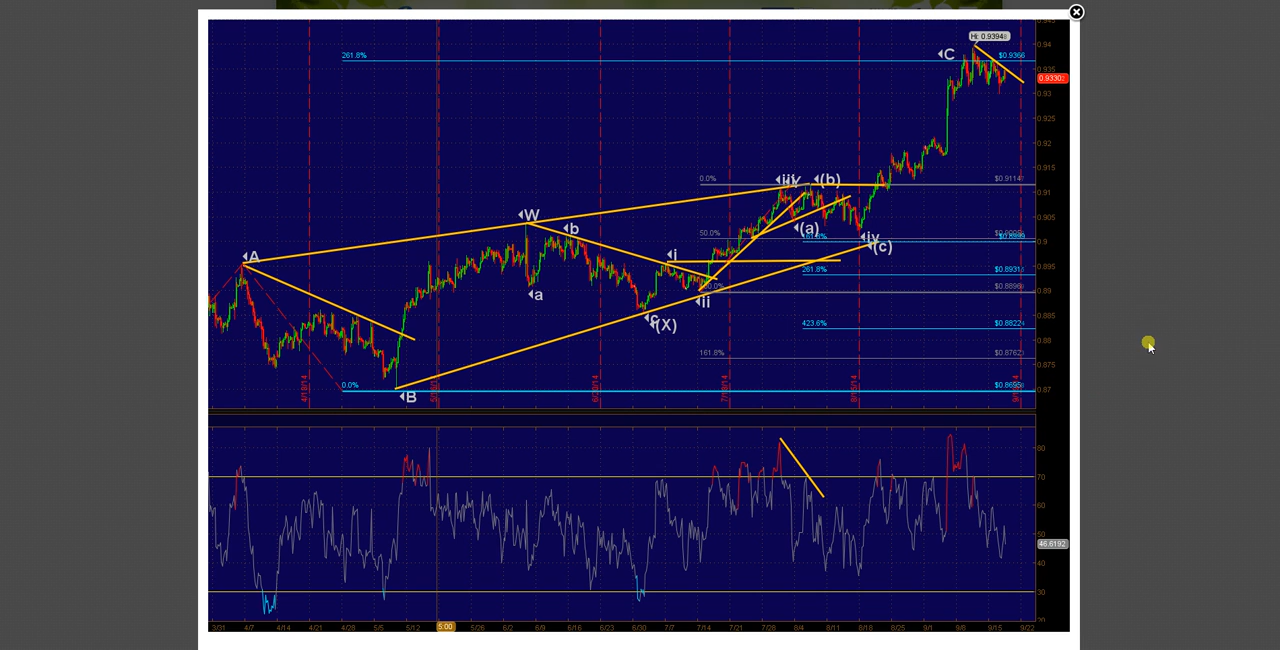 0.945
Hi: 0.9394
0.94
C
261.8%
$0.9366
0.935
0.9330
0.93
0.925
0.92
0.915
iii
(b)
0.0%
$0.9114
0.91
W
0.905
b
(a)
50.0%
iv
0.9
A
i
(c)
0.895
261.8%
$0.8931
a
$0.8896
0.89
ii
c
(X)
0.885
423.6%
$0.8822
0.88
161.8%
$0.8762
0.875
0.0%
0.87
B
80
70
60
50
46.6192
40
30
20
3/31 4/7 4/14 4/21 4/28 5/5 5/12 5:00 5/26 6/2 6/9 6/16 6/23 6/30 7/7 7/14 7/21 7/28 8/4 8/11 8/18 8/25 9/1 9/8 9/15 9/22